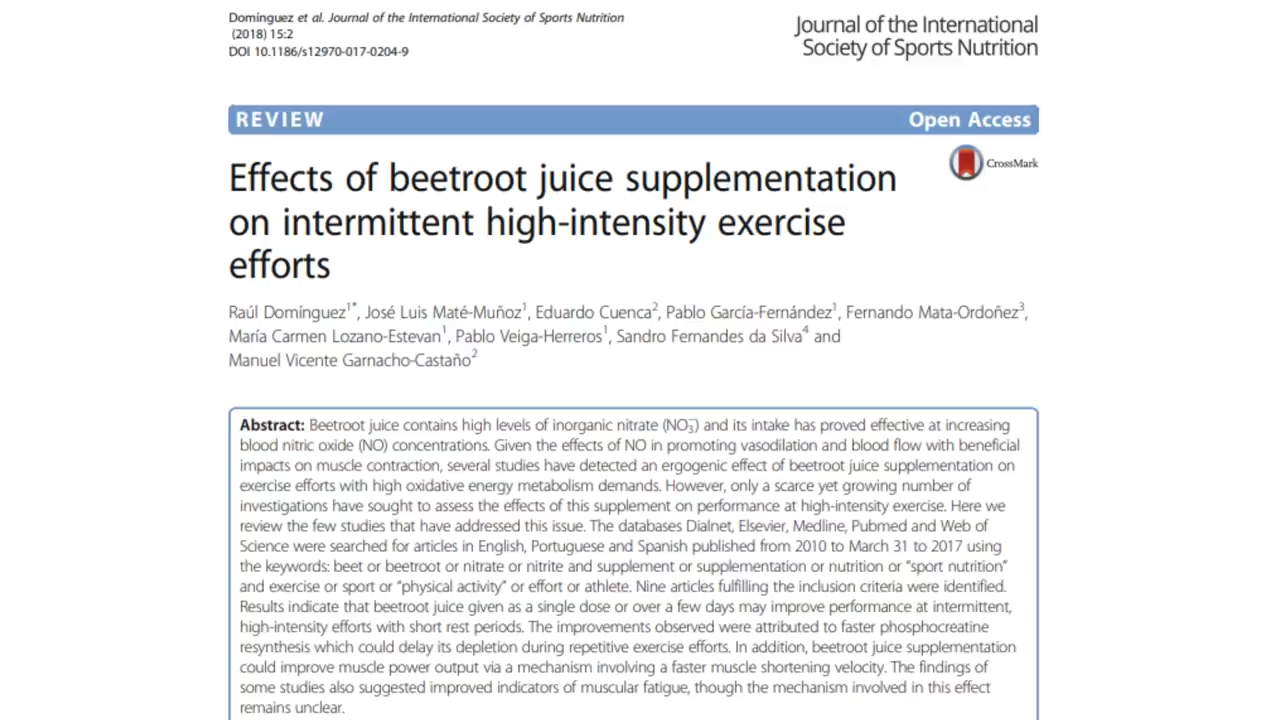 Domínguez et al. Journal of the International Society of Sports Nutrition
(2018) 15:2
DOI 10.1186/s12970-017-0204-9
Journal of the International
Society of Sports Nutrition
REVIEW
Open Access
CrossMark
Effects of beetroot juice supplementation
on intermittent high-intensity exercise
efforts
Raúl Domínguez1*, José Luis Maté-Muñoz1, Eduardo Cuenca2, Pablo García-Fernández1, Fernando Mata-Ordoñez3,
María Carmen Lozano-Estevan1, Pablo Veiga-Herreros1, Sandro Fernandes da Silva4 and
Manuel Vicente Garnacho-Castaño2
Abstract: Beetroot juice contains high levels of inorganic nitrate (NO3−) and its intake has proved effective at increasing
blood nitric oxide (NO) concentrations. Given the effects of NO in promoting vasodilation and blood flow with beneficial
impacts on muscle contraction, several studies have detected an ergogenic effect of beetroot juice supplementation on
exercise efforts with high oxidative energy metabolism demands. However, only a scarce yet growing number of
investigations have sought to assess the effects of this supplement on performance at high-intensity exercise. Here we
review the few studies that have addressed this issue. The databases Dialnet, Elsevier, Medline, Pubmed and Web of
Science were searched for articles in English, Portuguese and Spanish published from 2010 to March 31 to 2017 using
the keywords: beet or beetroot or nitrate or nitrite and supplement or supplementation or nutrition or “sport nutrition”
and exercise or sport or “physical activity” or effort or athlete. Nine articles fulfilling the inclusion criteria were identified.
Results indicate that beetroot juice given as a single dose or over a few days may improve performance at intermittent,
high-intensity efforts with short rest periods. The improvements observed were attributed to faster phosphocreatine
resynthesis which could delay its depletion during repetitive exercise efforts. In addition, beetroot juice supplementation
could improve muscle power output via a mechanism involving a faster muscle shortening velocity. The findings of
some studies also suggested improved indicators of muscular fatigue, though the mechanism involved in this effect
remains unclear.